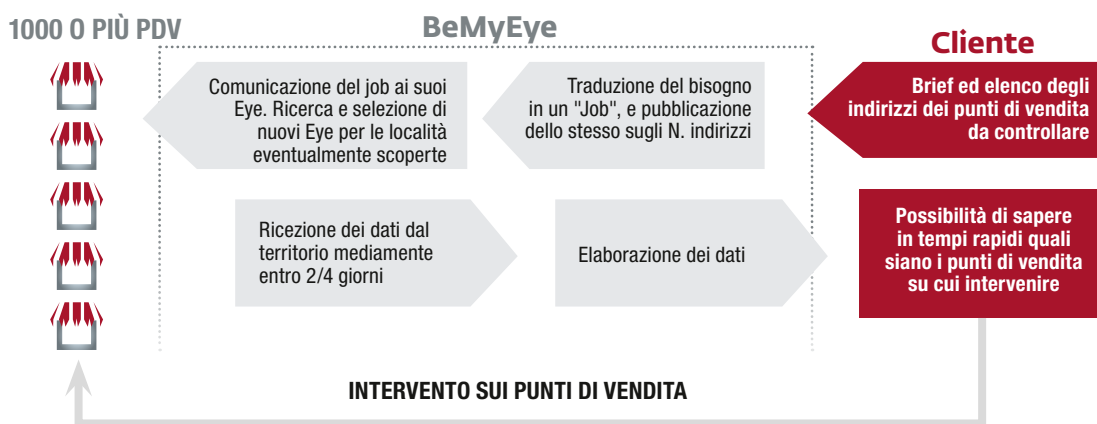 1000 O PIÙ PDV
BeMyEye
Cliente
Comunicazione del job ai suoi
Eye. Ricerca e selezione di
nuovi Eye per le località
eventualmente scoperte
Traduzione del bisogno
in un "Job", e pubblicazione
dello stesso sugli N. indirizzi
Brief ed elenco degli
indirizzi dei punti di vendita
da controllare
Ricezione dei dati dal
territorio mediamente
entro 2/4 giorni
Elaborazione dei dati
Possibilità di sapere
in tempi rapidi quali
siano i punti di vendita
su cui intervenire
INTERVENTO SUI PUNTI DI VENDITA